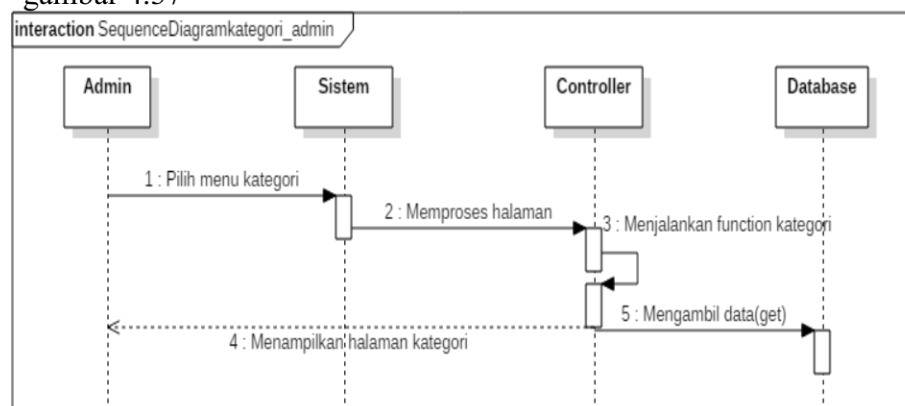 interaction SequenceDiagramkategori_admin
Admin
Sistem
Controller
Database
1 : Pilih menu kategori
2 : Memproses halaman
3 : Menjalankan function kategori
5 : Mengambil data(get)
4 : Menampilkan halaman kategori